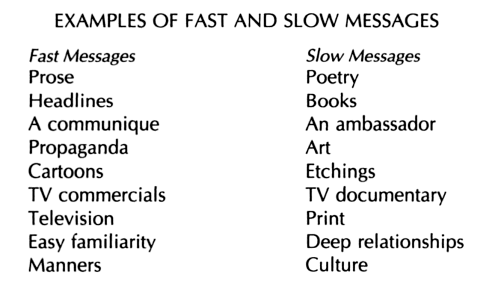 EXAMPLES OF FAST AND SLOW MESSAGES
Fast Messages Slow Messages
Prose Poetry
Headlines Books
A communique An ambassador
Propaganda Art
Cartoons Etchings
TV commercials TV documentary
Television Print
Easy familiarity Deep relationships
Manners Culture